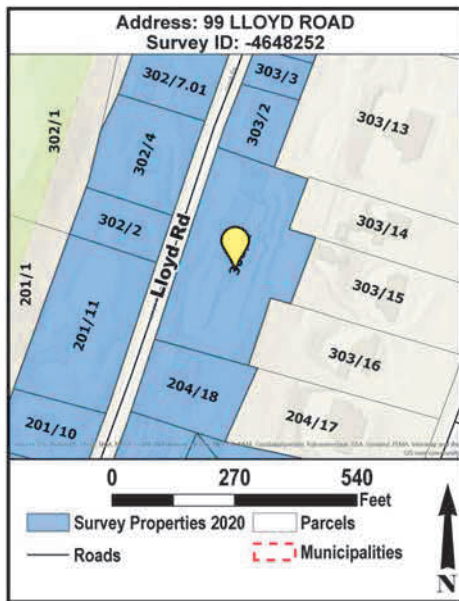 Address: 99 LLOYD ROAD
Survey ID: -4648252
302/7.01
303/3
302/1
302/4
303/2
303/13
302/2
Lloyd Rd
303/14
201/1
201/11
303/15
303/16
204/18
204/17
201/10
0 270 540
Feet
Survey Properties 2020
Parcels
Roads
Municipalities
N